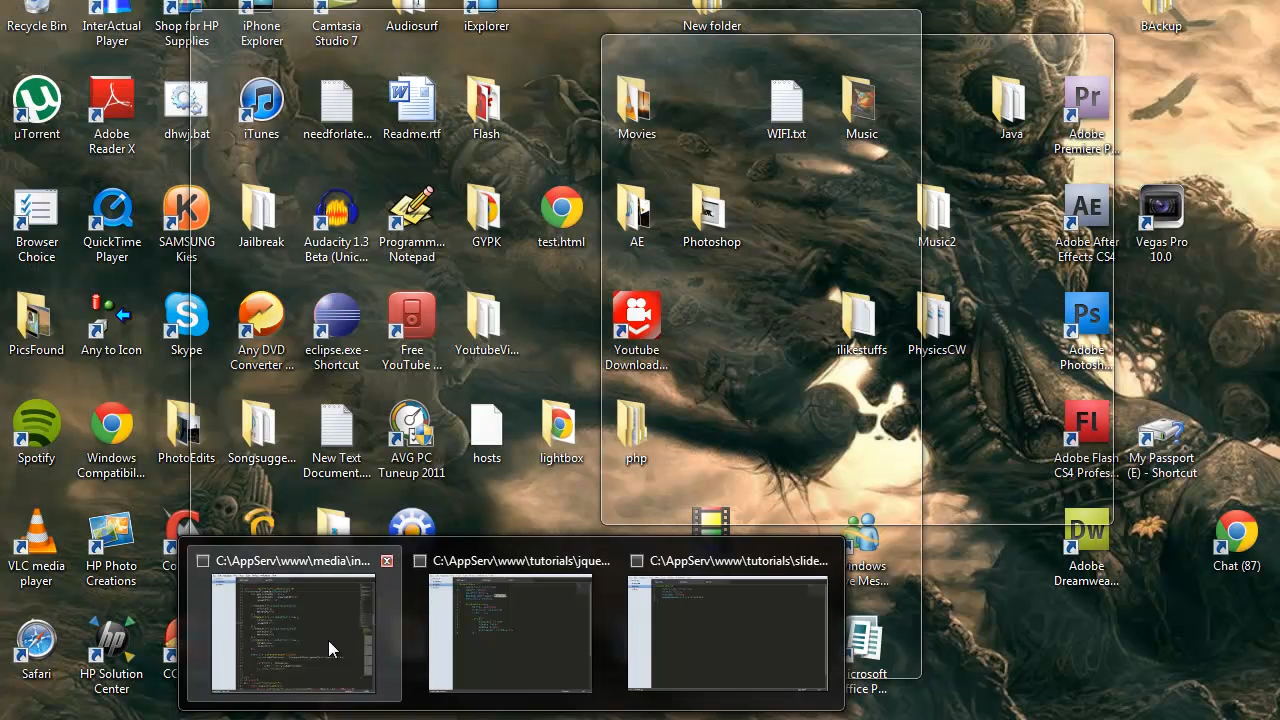 Recycle Bin
InterActual
Player
Shop for HP
Supplies
iPhone
Explorer
Camtasia
Studio 7
Audiosurf
iExplorer
New folder
BAckup
µTorrent
Adobe
Reader X
dhwj.bat
iTunes
needforlate...
Readme.rtf
Flash
Movies
WIFI.txt
Music
Java
Adobe
Premiere P...
Browser
Choice
QuickTime
Player
SAMSUNG
Kies
Jailbreak
Audacity 1.3
Beta (Unic...
Programm...
Notepad
GYPK
test.html
AE
Photoshop
Music2
Adobe After
Effects CS4
Vegas Pro
10.0
PicsFound
Any to Icon
Skype
Any DVD
Converter ...
eclipse.exe -
Shortcut
Free
YouTube ...
YoutubeVi...
Youtube
Download...
ilikestuffs
PhysicsCW
Adobe
Photosh...
Spotify
Windows
Compatibil...
PhotoEdits
Songsugge...
New Text
Document....
AVG PC
Tuneup 2011
hosts
lightbox
php
Adobe Flash
CS4 Profes...
My Passport
(E) - Shortcut
VLC media
player
HP Photo
Creations
C:\AppServ\www\media\in...
C:\AppServ\www\tutorials\jque...
C:\AppServ\www\tutorials\slide...
Adobe
Dreamwea...
Chat (87)
Safari
HP Solution
Center